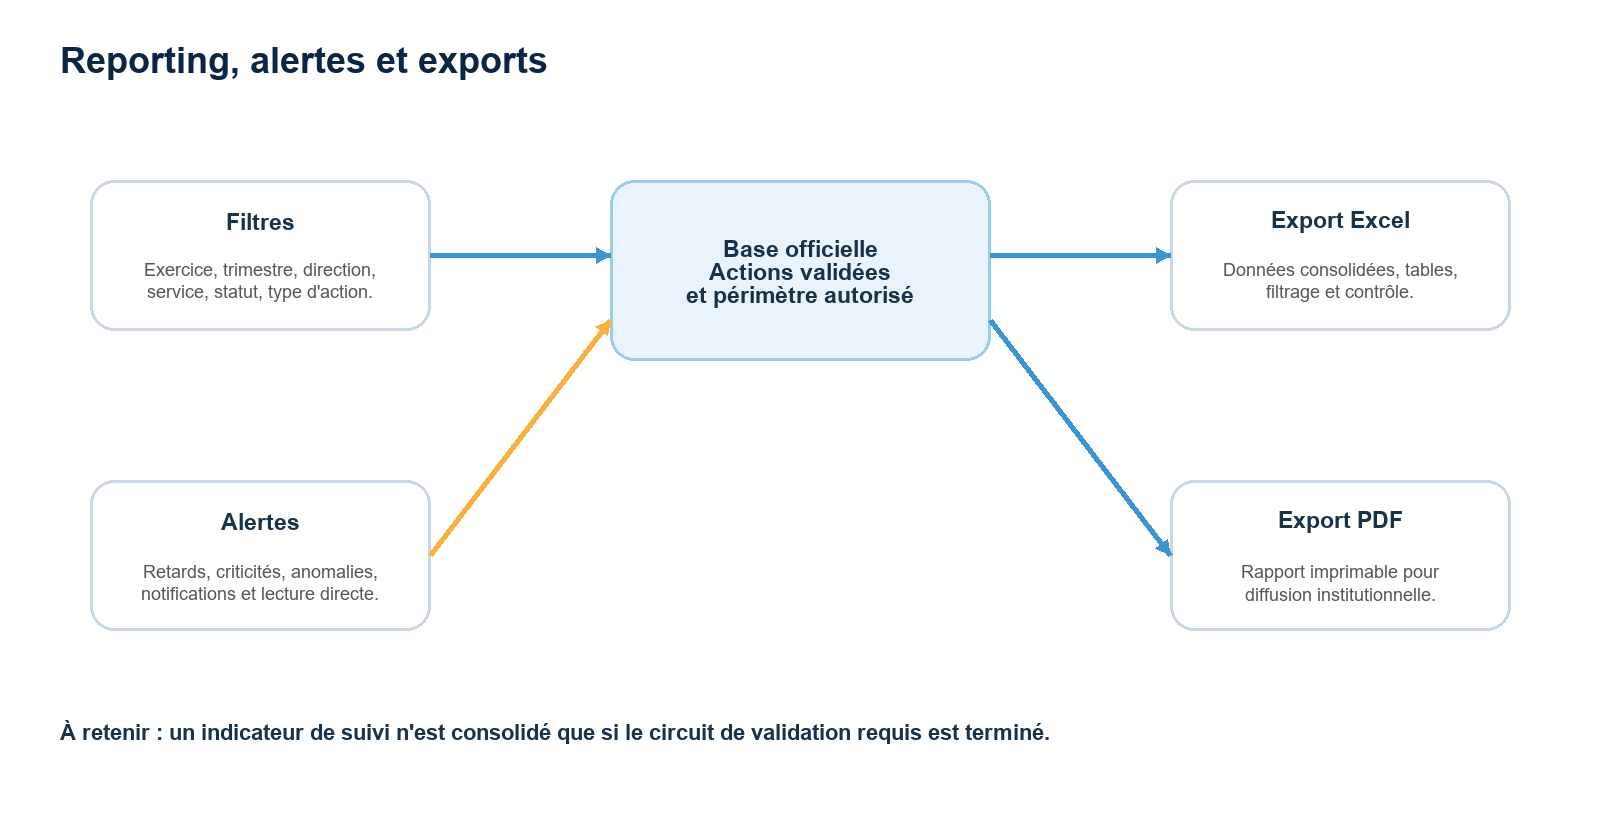 Reporting, alertes et exports
Filtres
Exercice, trimestre, direction,
service, statut, type d'action.
Base officielle
Actions validées
et périmètre autorisé
Export Excel
Données consolidées, tables,
filtrage et contrôle.
Alertes
Retards, criticités, anomalies,
notifications et lecture directe.
Export PDF
Rapport imprimable pour
diffusion institutionnelle.
À retenir : un indicateur de suivi n'est consolidé que si le circuit de validation requis est terminé.